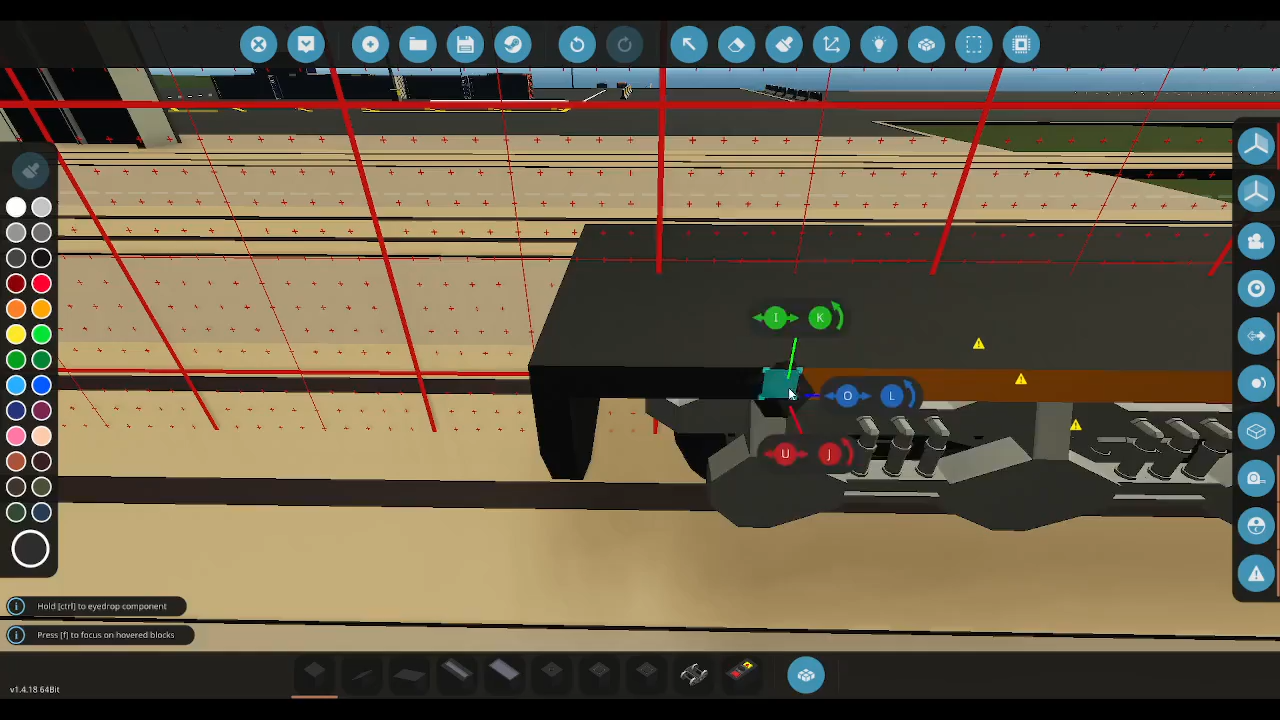 I K
O L
U J
Hold [ctrl] to eyedrop component
Press [f] to focus on hovered blocks
v1.4.18 64Bit